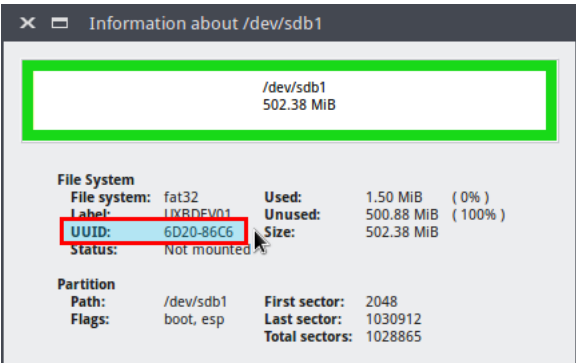 Information about /dev/sdb1
/dev/sdb1
502.38 MiB
File System
File system: fat32 Used: 1.50 MiB ( 0% )
Label: UXBDEV01 Unused: 500.88 MiB ( 100% )
UUID: 6D20-86C6 Size: 502.38 MiB
Status: Not mounted
Partition
Path: /dev/sdb1 First sector: 2048
Flags: boot, esp Last sector: 1030912
Total sectors: 1028865